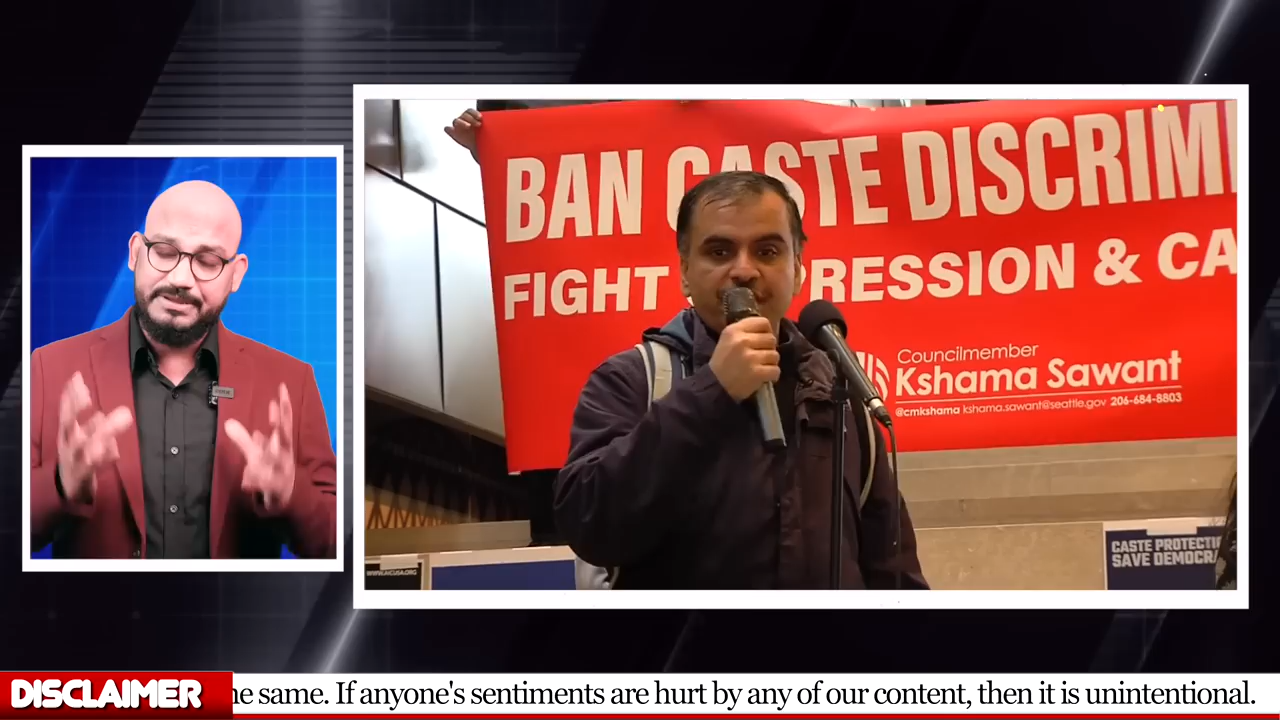 BAN CASTE DISCRIMI
FIGHT RESSION & CA
Councilmember
Kshama Sawant
@cmkshama kshama.sawant@seattle.gov 206-684-8803
CASTE PROTECTI
SAVE DEMOCRA
DISCLAIMER
he same. If anyone's sentiments are hurt by any of our content, then it is unintentional.